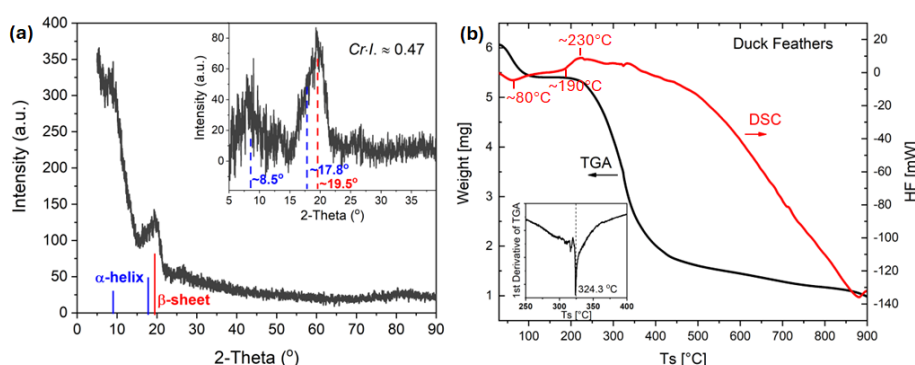 (a)
400
350
300
250
200
150
100
50
0
Intensity (a.u.)
0 10 20 30 40 50 60 70 80 90
2-Theta (°)
α-helix
β-sheet
Cr·I. ≈ 0.47
80
60
40
20
0
-20
Intensity (a.u.)
~8.5°
~17.8°
~19.5°
5 10 15 20 25 30 35
2-Theta (°)
(b)
Duck Feathers
~230°C
~190°C
~80°C
DSC
TGA
6
5
4
3
2
1
Weight [mg]
20
0
-20
-40
-60
-80
-100
-120
-140
HF [mW]
100 200 300 400 500 600 700 800 900
Ts [°C]
1st Derivative of TGA
324.3 °C
250 300 350 400
Ts [°C]